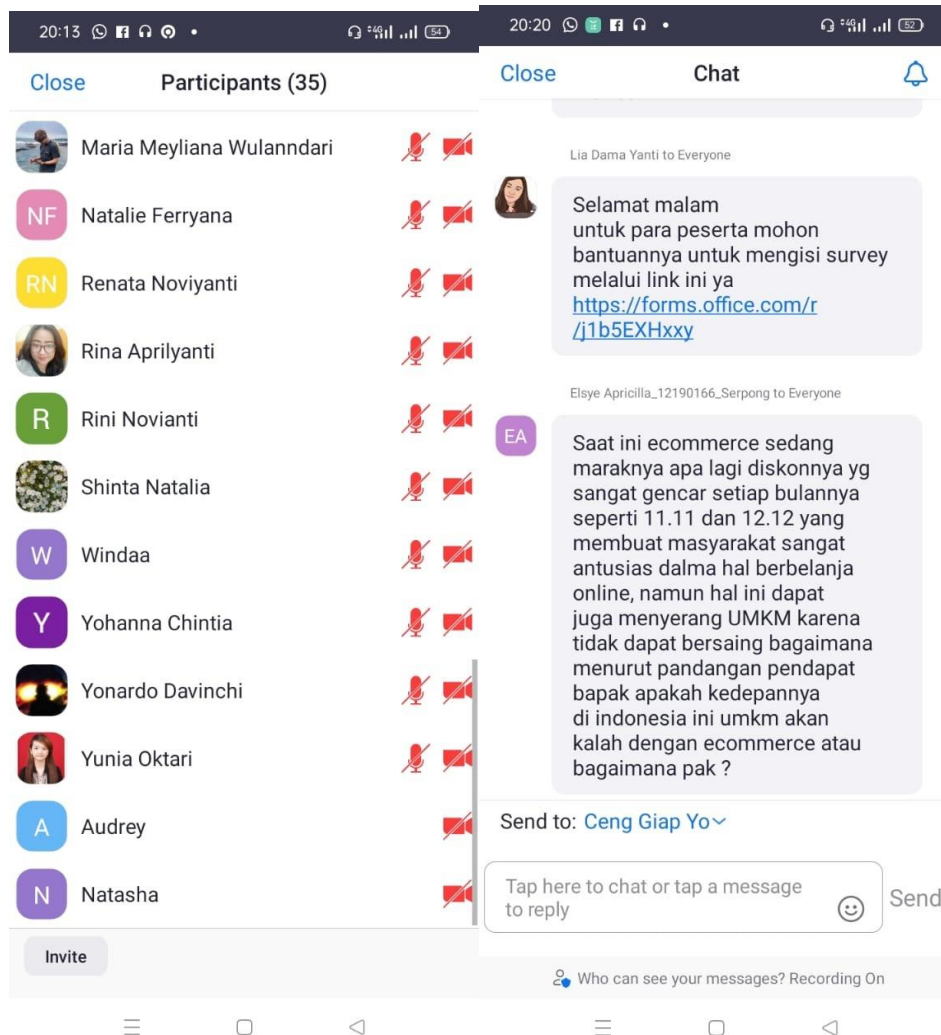 20:13
54
Close
Participants (35)
Maria Meyliana Wulanndari
NF
Natalie Ferryana
RN
Renata Noviyanti
Rina Aprilyanti
R
Rini Novianti
Shinta Natalia
W
Windaa
Y
Yohanna Chintia
Yonardo Davinchi
Yunia Oktari
A
Audrey
N
Natasha
Invite
20:20
52
Close
Chat
Lia Dama Yanti to Everyone
Selamat malam
untuk para peserta mohon
bantuannya untuk mengisi survey
melalui link ini ya
https://forms.office.com/r
/j1b5EXHxxy
Elsye Apricilla_12190166_Serpong to Everyone
EA
Saat ini ecommerce sedang
maraknya apa lagi diskonnya yg
sangat gencar setiap bulannya
seperti 11.11 dan 12.12 yang
membuat masyarakat sangat
antusias dalma hal berbelanja
online, namun hal ini dapat
juga menyerang UMKM karena
tidak dapat bersaing bagaimana
menurut pandangan pendapat
bapak apakah kedepannya
di indonesia ini umkm akan
kalah dengan ecommerce atau
bagaimana pak ?
Send to: Ceng Giap Yo
Tap here to chat or tap a message
to reply
Send
Who can see your messages? Recording On